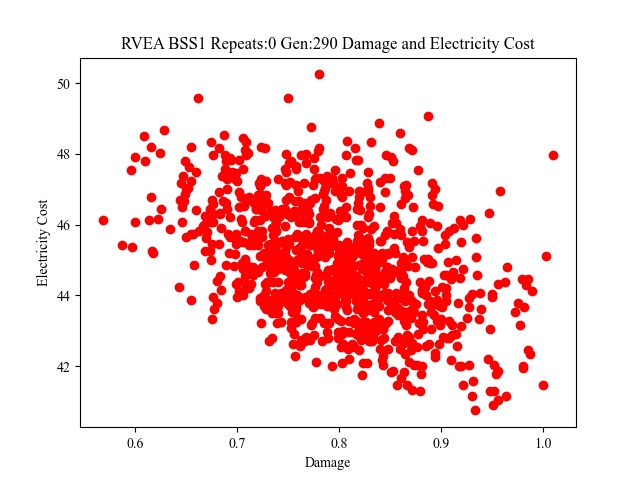 RVEA BSS1 Repeats:0 Gen:290 Damage and Electricity Cost
50
48
46
44
42
Electricity Cost
0.6 0.7 0.8 0.9 1.0
Damage